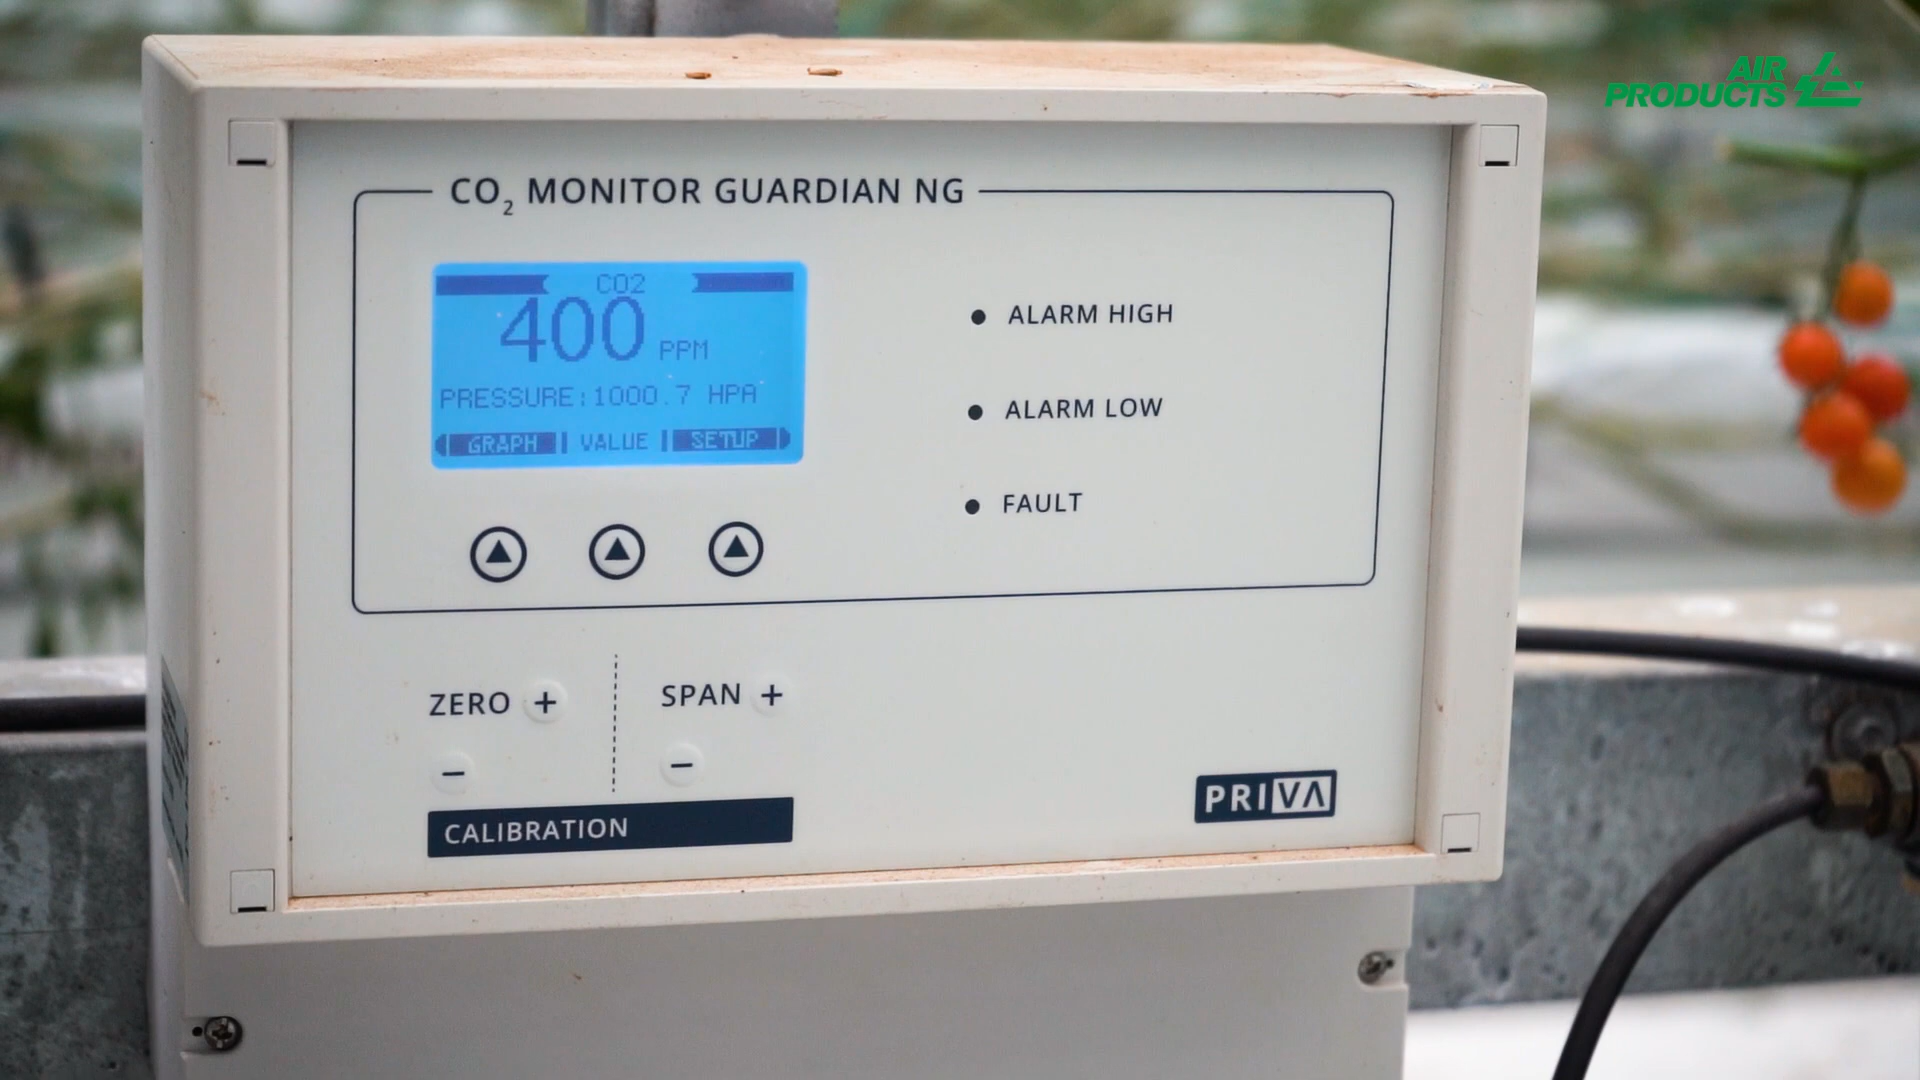 AIR
PRODUCTS
CO₂ MONITOR GUARDIAN NG
CO2
400 PPM
PRESSURE:1000.7 HPA
GRAPH VALUE SETUP
ALARM HIGH
ALARM LOW
FAULT
ZERO +
−
SPAN +
−
CALIBRATION
PRIVA